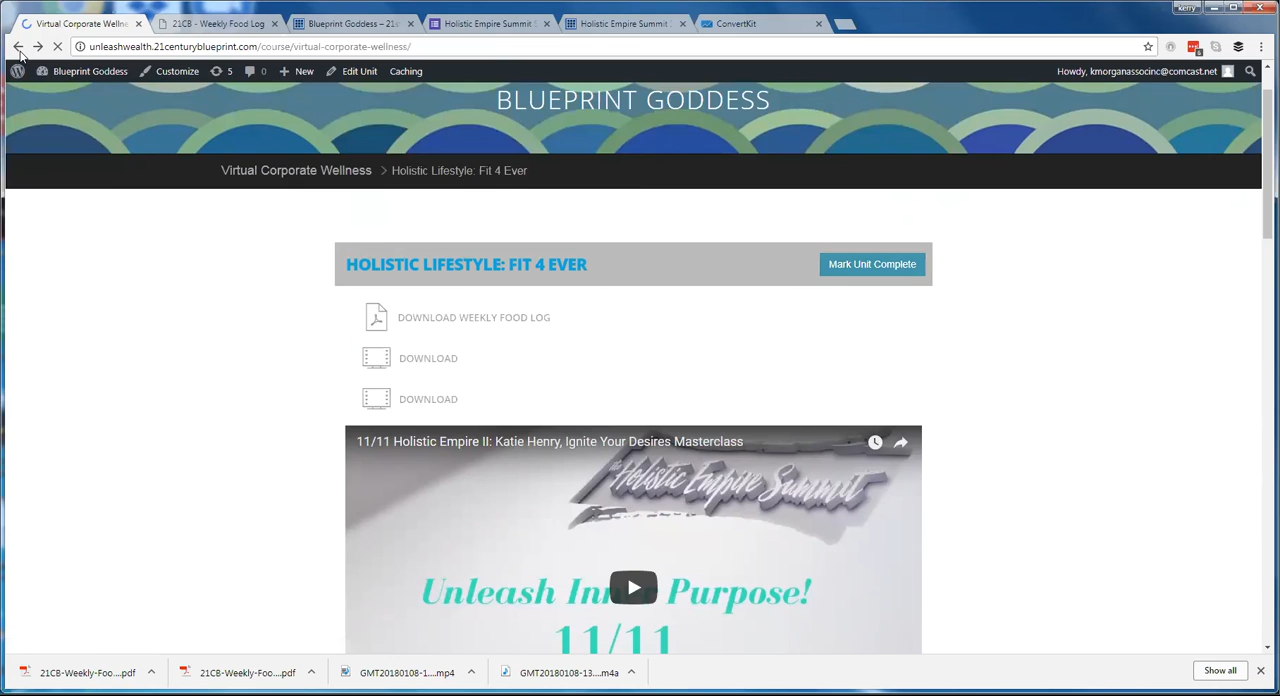 kerry
Virtual Corporate Wellne
21CB - Weekly Food Log
Blueprint Goddess – 21s
Holistic Empire Summit S
Holistic Empire Summit
ConvertKit
unleashwealth.21centuryblueprint.com/course/virtual-corporate-wellness/
Blueprint Goddess
Customize
5
0
New
Edit Unit
Caching
Howdy, kmorganassocinc@comcast.net
BLUEPRINT GODDESS
Virtual Corporate Wellness > Holistic Lifestyle: Fit 4 Ever
HOLISTIC LIFESTYLE: FIT 4 EVER
Mark Unit Complete
DOWNLOAD WEEKLY FOOD LOG
DOWNLOAD
DOWNLOAD
11/11 Holistic Empire II: Katie Henry, Ignite Your Desires Masterclass
the Holistic Empire Summit
Unleash Inner Purpose!
11/11
21CB-Weekly-Foo....pdf
21CB-Weekly-Foo....pdf
GMT20180108-1....mp4
GMT20180108-13....m4a
Show all